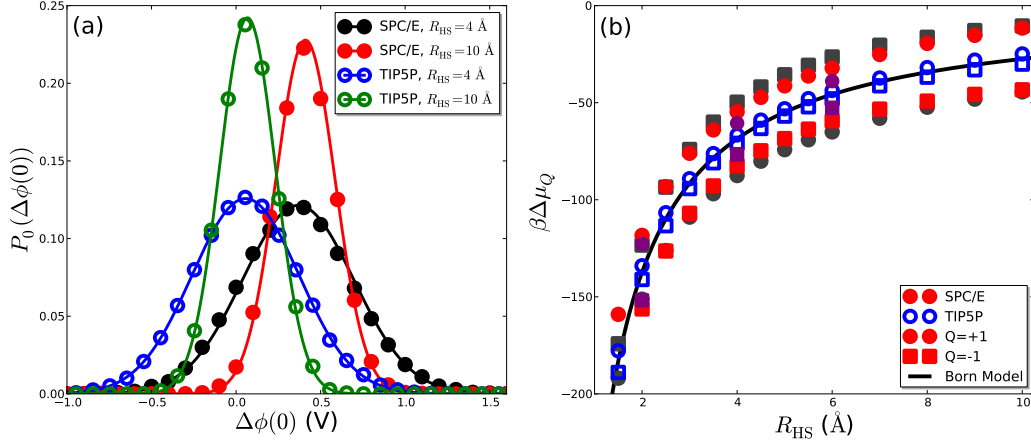 (a)
SPC/E, R_HS=4 Å
SPC/E, R_HS=10 Å
TIP5P, R_HS=4 Å
TIP5P, R_HS=10 Å
P_0(Δϕ(0))
0.25
0.20
0.15
0.10
0.05
0.00
−1.0 −0.5 0.0 0.5 1.0 1.5
Δϕ(0) (V)
(b)
βΔμ_Q
0
−50
−100
−150
−200
SPC/E
TIP5P
Q=+1
Q=-1
Born Model
2 4 6 8 10
R_HS (Å)